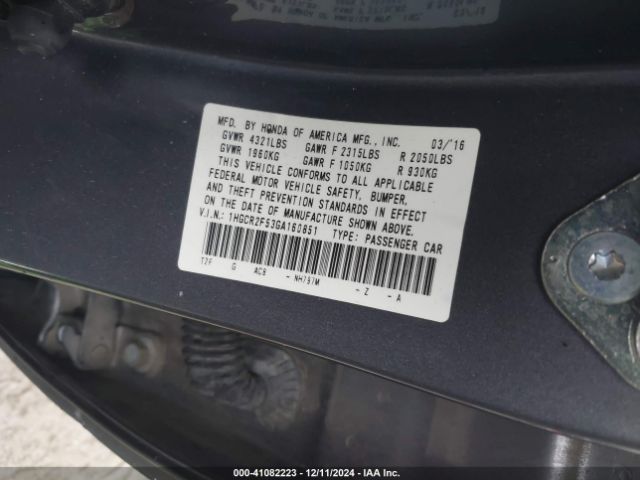 MFD. BY HONDA OF AMERICA MFG., INC. 03/'16
GVWR 4321LBS GAWR F 2315LBS R 2050LBS
GVWR 1960KG GAWR F 1050KG R 930KG
THIS VEHICLE CONFORMS TO ALL APPLICABLE
FEDERAL MOTOR VEHICLE SAFETY, BUMPER,
AND THEFT PREVENTION STANDARDS IN EFFECT
ON THE DATE OF MANUFACTURE SHOWN ABOVE.
V.I.N.: 1HGCR2F53GA160851 TYPE: PASSENGER CAR
T2F G AC9 - NH797M - Z - A
000-41082223 - 12/11/2024 - IAA Inc.